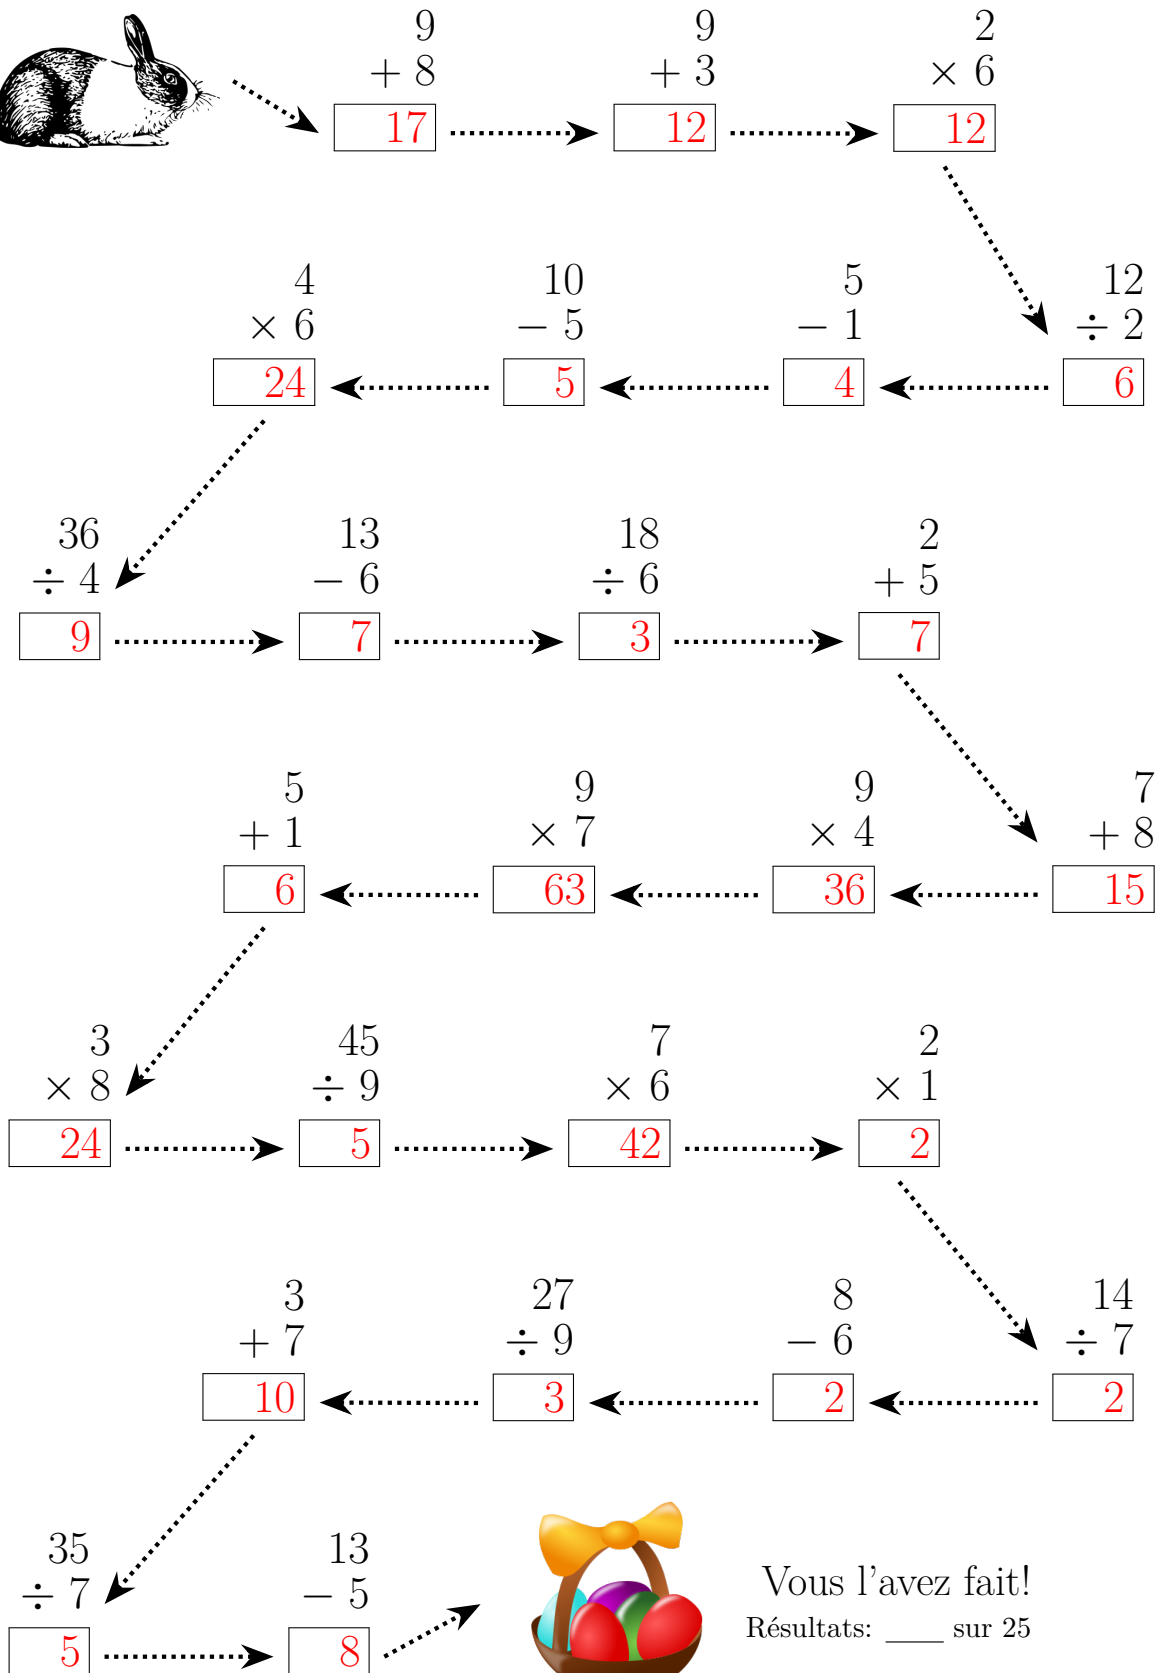 9 9 2
+ 8 + 3 × 6
17 12 12
4 10 5 12
× 6 − 5 − 1 ÷ 2
24 5 4 6
36 13 18 2
÷ 4 − 6 ÷ 6 + 5
9 7 3 7
5 9 9 7
+ 1 × 7 × 4 + 8
6 63 36 15
3 45 7 2
× 8 ÷ 9 × 6 × 1
24 5 42 2
3 27 8 14
+ 7 ÷ 9 − 6 ÷ 7
10 3 2 2
35 13
÷ 7 − 5
5 8
Vous l'avez fait!
Résultats: ___ sur 25